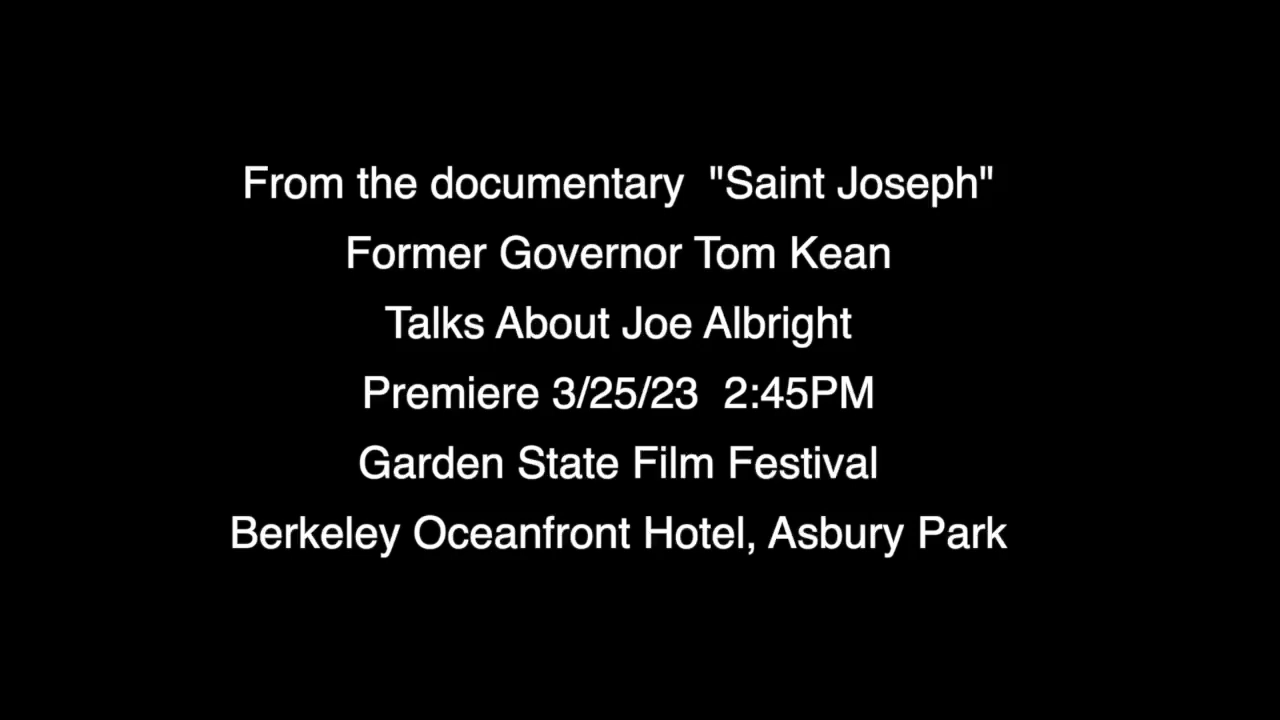 From the documentary  "Saint Joseph"
Former Governor Tom Kean
Talks About Joe Albright
Premiere 3/25/23  2:45PM
Garden State Film Festival
Berkeley Oceanfront Hotel, Asbury Park